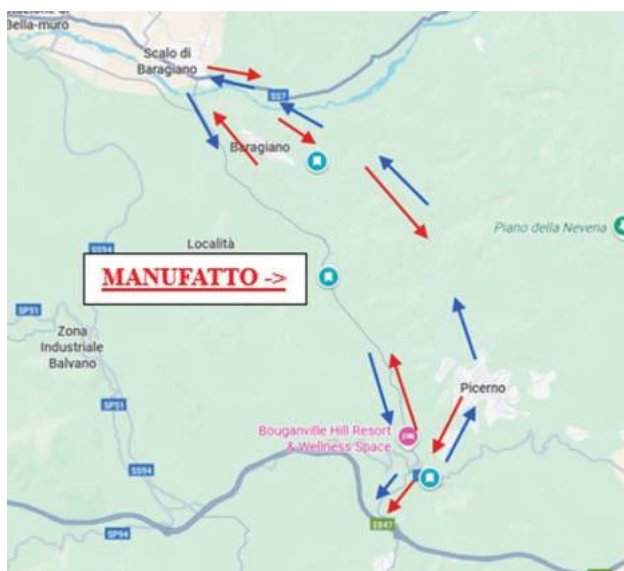 Bella-muro
Scalo di
Baragiano
SS7
Baragiano
Piano della Nevena
Località
SS94
MANUFATTO ->
SP51
Zona
Industriale
Balvano
Picerno
SP51
Bouganville Hill Resort
& Wellness Space
SS94
E847
SP94